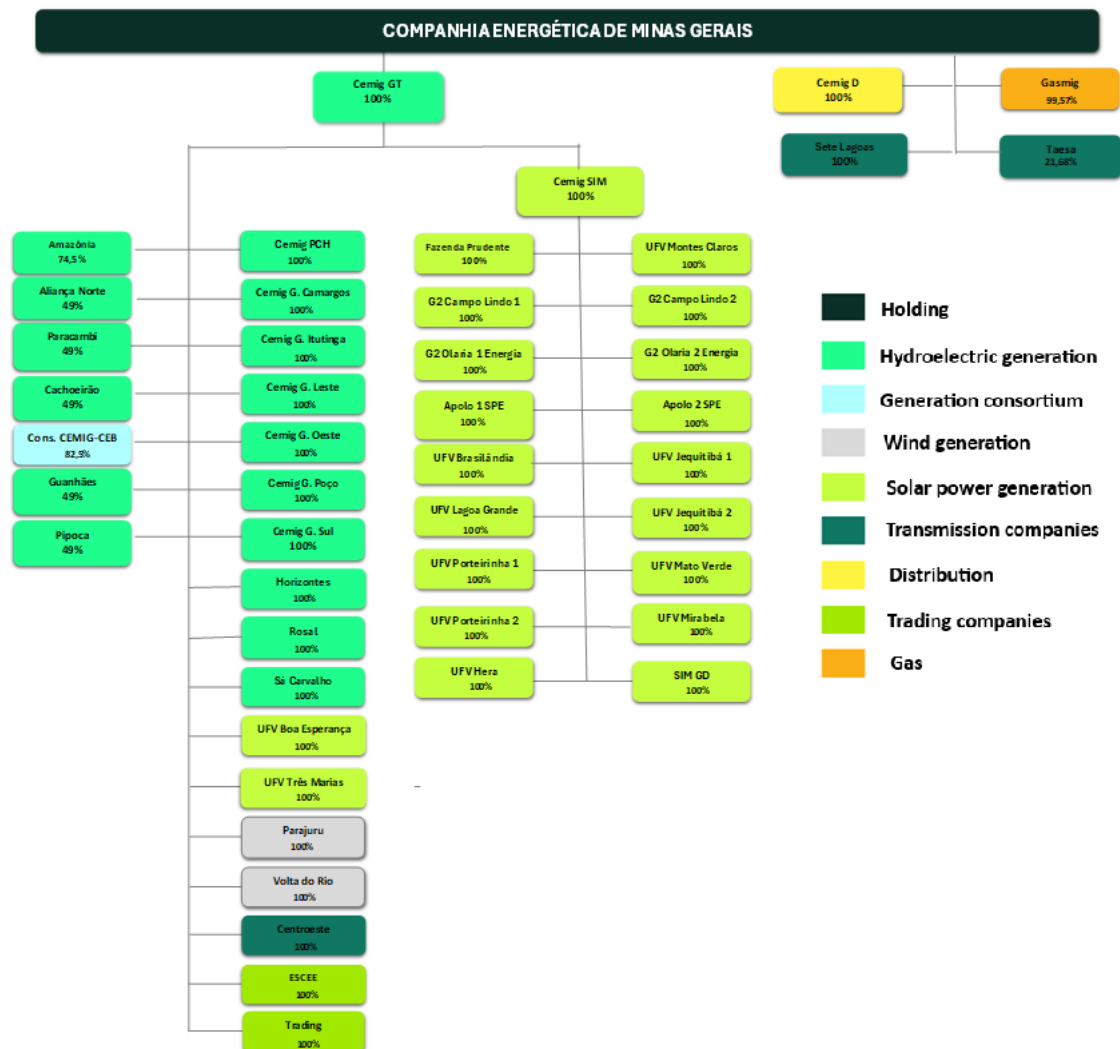 COMPANHIA ENERGÉTICA DE MINAS GERAIS
Cemig GT
100%
Cemig D
100%
Gasmig
99,57%
Sete Lagoas
100%
Taesa
21,68%
Cemig SIM
100%
Amazônia
74,5%
Aliança Norte
49%
Paracambi
49%
Cachoeirão
49%
Cons. CEMIG-CEB
82,5%
Guanhães
49%
Pipoca
49%
Cemig PCH
100%
Cemig G. Camargos
100%
Cemig G. Itutinga
100%
Cemig G. Leste
100%
Cemig G. Oeste
100%
Cemig G. Poço
100%
Cemig G. Sul
100%
Horizontes
100%
Rosal
100%
Sá Carvalho
100%
UFV Boa Esperança
100%
UFV Três Marias
100%
Parajuru
100%
Volta do Rio
100%
Centroeste
100%
ESCEE
100%
Trading
100%
Fazenda Prudente
100%
UFV Montes Claros
100%
G2 Campo Lindo 1
100%
G2 Campo Lindo 2
100%
G2 Olaria 1 Energia
100%
G2 Olaria 2 Energia
100%
Apolo 1 SPE
100%
Apolo 2 SPE
100%
UFV Brasilândia
100%
UFV Jequitibá 1
100%
UFV Lagoa Grande
100%
UFV Jequitibá 2
100%
UFV Porteirinha 1
100%
UFV Mato Verde
100%
UFV Porteirinha 2
100%
UFV Mirabela
100%
UFV Hera
100%
SIM GD
100%
–
Holding
Hydroelectric generation
Generation consortium
Wind generation
Solar power generation
Transmission companies
Distribution
Trading companies
Gas